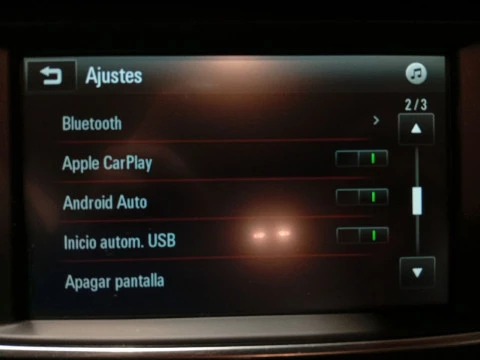 Ajustes
2/3
Bluetooth
Apple CarPlay
Android Auto
Inicio autom. USB
Apagar pantalla